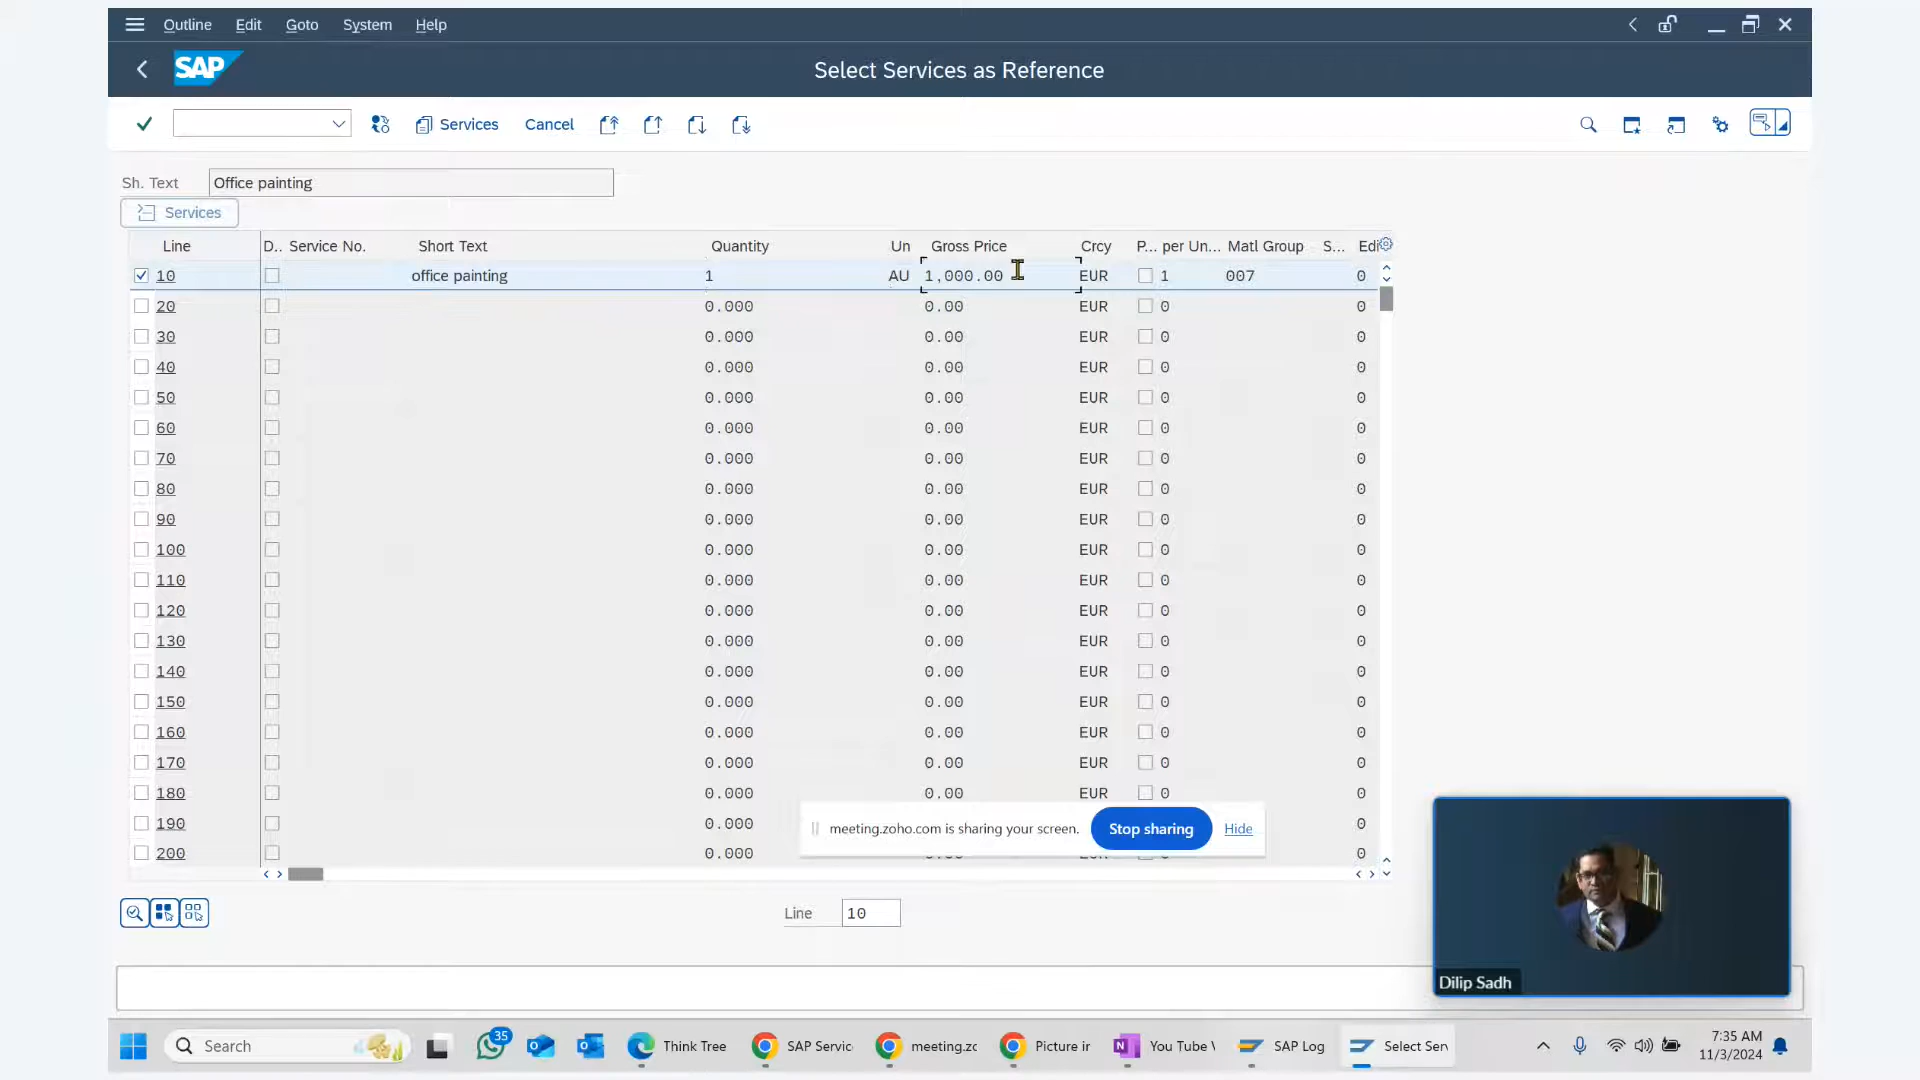 Outline Edit Goto System Help
SAP
Select Services as Reference
Services Cancel
Sh. Text Office painting
Services
Line D.. Service No. Short Text Quantity Un Gross Price Crcy P... per Un... Matl Group S... Edi
10 office painting 1 AU 1,000.00 EUR 1 007 0
20 0.000 0.00 EUR 0 0
30 0.000 0.00 EUR 0 0
40 0.000 0.00 EUR 0 0
50 0.000 0.00 EUR 0 0
60 0.000 0.00 EUR 0 0
70 0.000 0.00 EUR 0 0
80 0.000 0.00 EUR 0 0
90 0.000 0.00 EUR 0 0
100 0.000 0.00 EUR 0 0
110 0.000 0.00 EUR 0 0
120 0.000 0.00 EUR 0 0
130 0.000 0.00 EUR 0 0
140 0.000 0.00 EUR 0 0
150 0.000 0.00 EUR 0 0
160 0.000 0.00 EUR 0 0
170 0.000 0.00 EUR 0 0
180 0.000 0.00 EUR 0 0
190 0.000 0
200 0.000 0
meeting.zoho.com is sharing your screen. Stop sharing Hide
Line 10
Dilip Sadh
Search 35 Think Tree SAP Servic meeting.zc Picture ir You Tube SAP Log Select Ser
7:35 AM
11/3/2024